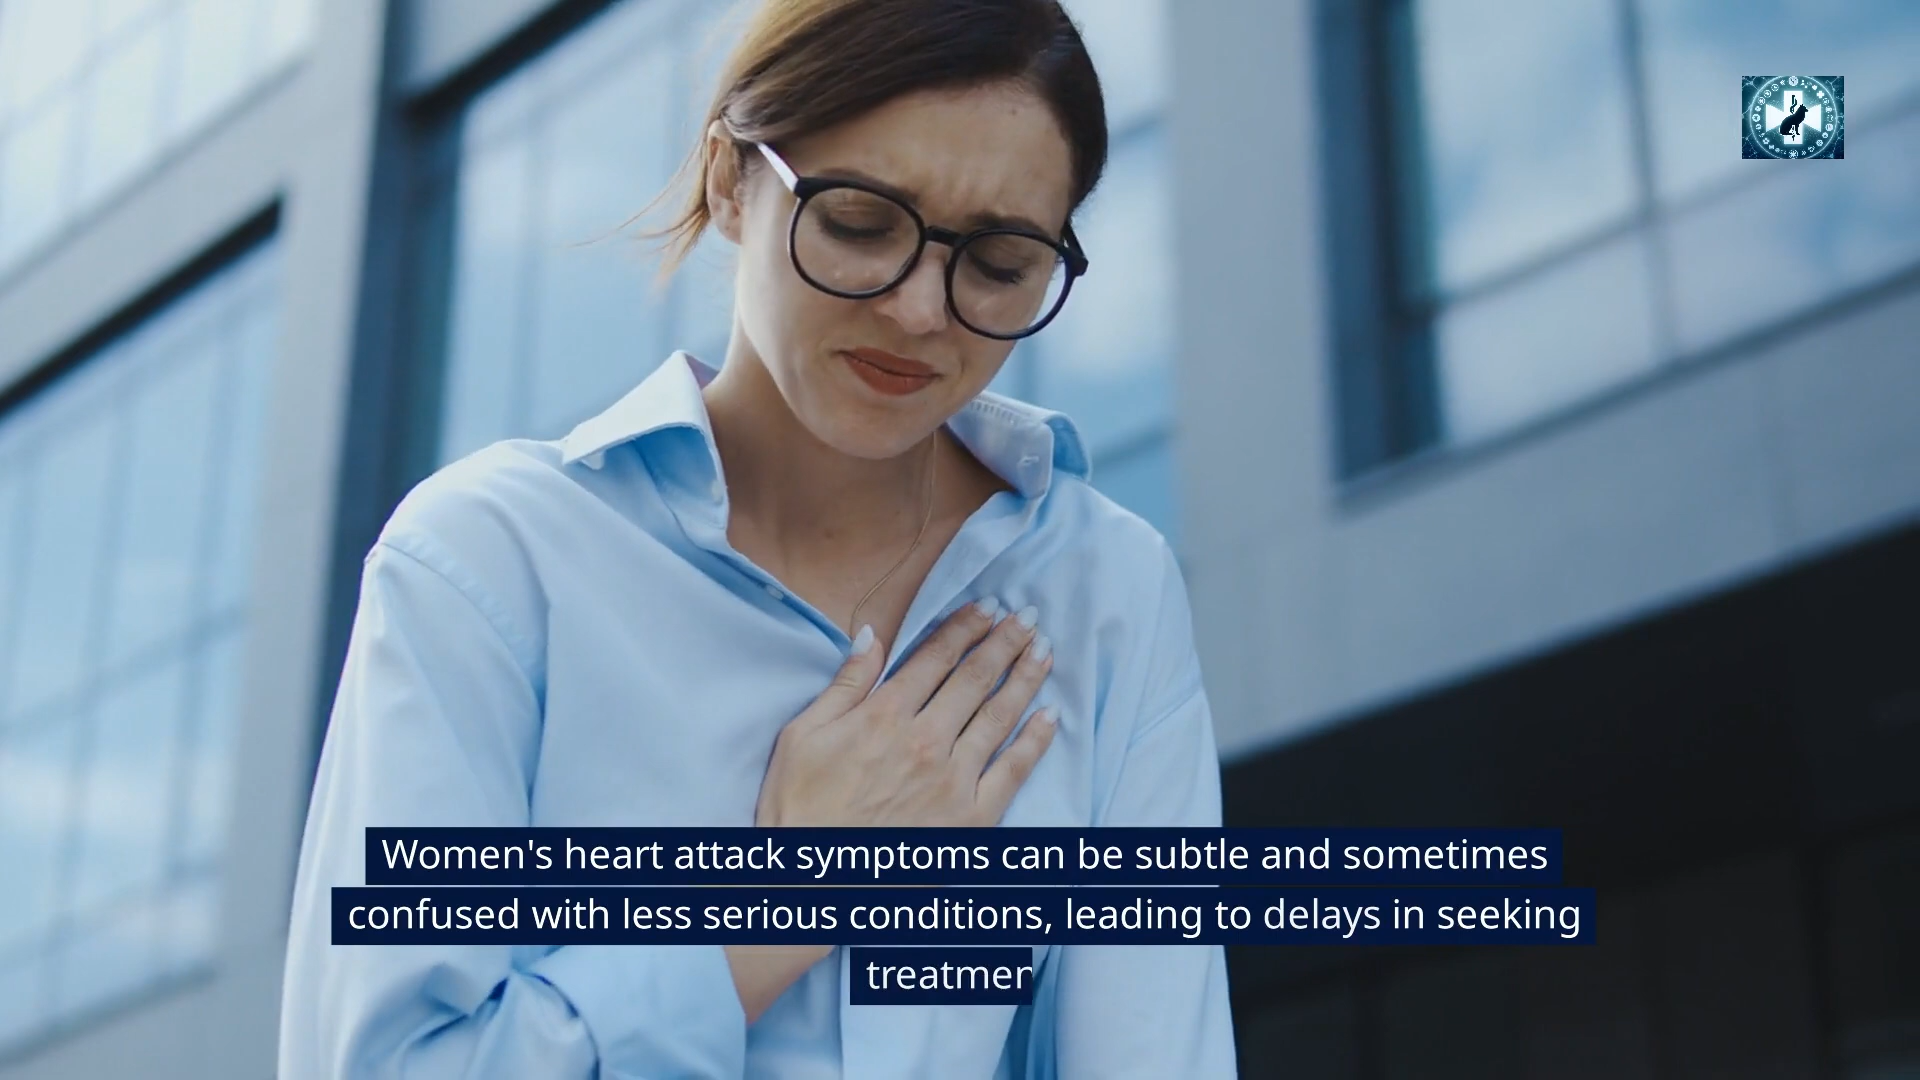 Women's heart attack symptoms can be subtle and sometimes
confused with less serious conditions, leading to delays in seeking
treatmen